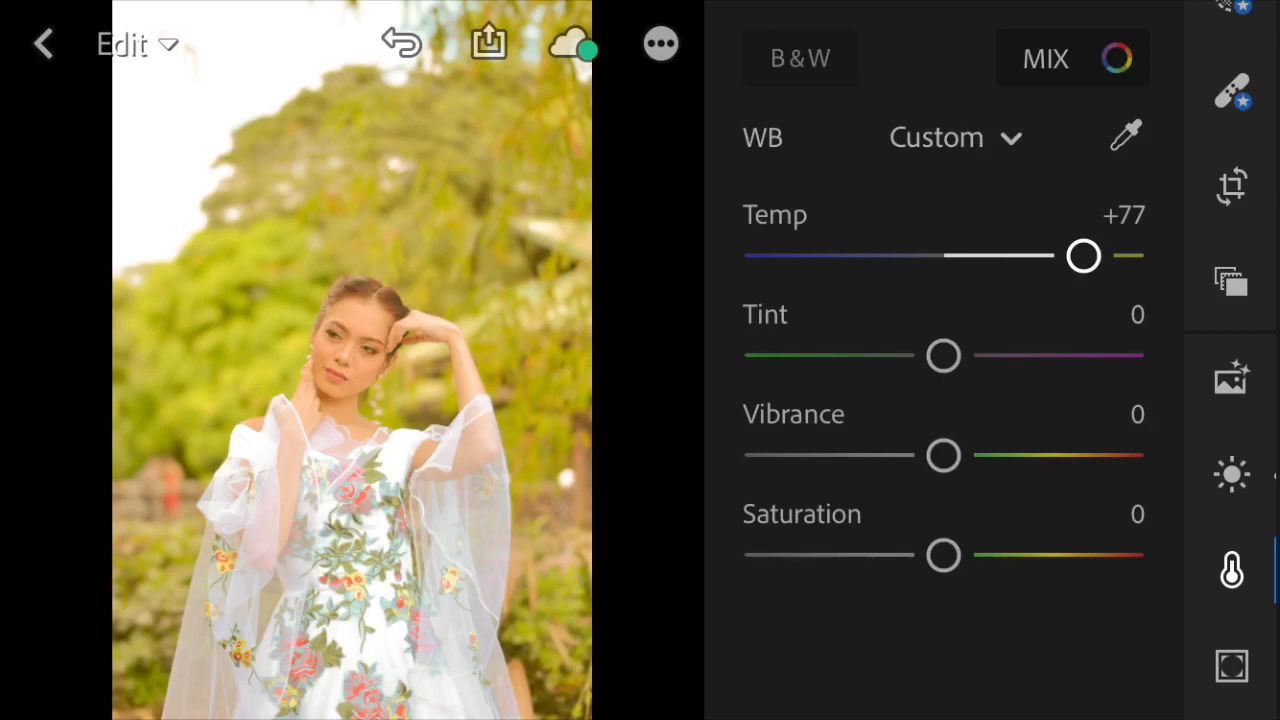 Edit
B&W
MIX
WB
Custom
Temp
+77
Tint
0
Vibrance
0
Saturation
0